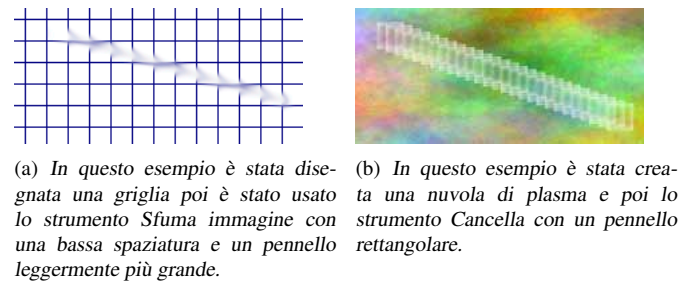 (a) In questo esempio è stata dise-
gnata una griglia poi è stato usato
lo strumento Sfuma immagine con
una bassa spaziatura e un pennello
leggermente più grande.
(b) In questo esempio è stata crea-
ta una nuvola di plasma e poi lo
strumento Cancella con un pennello
rettangolare.